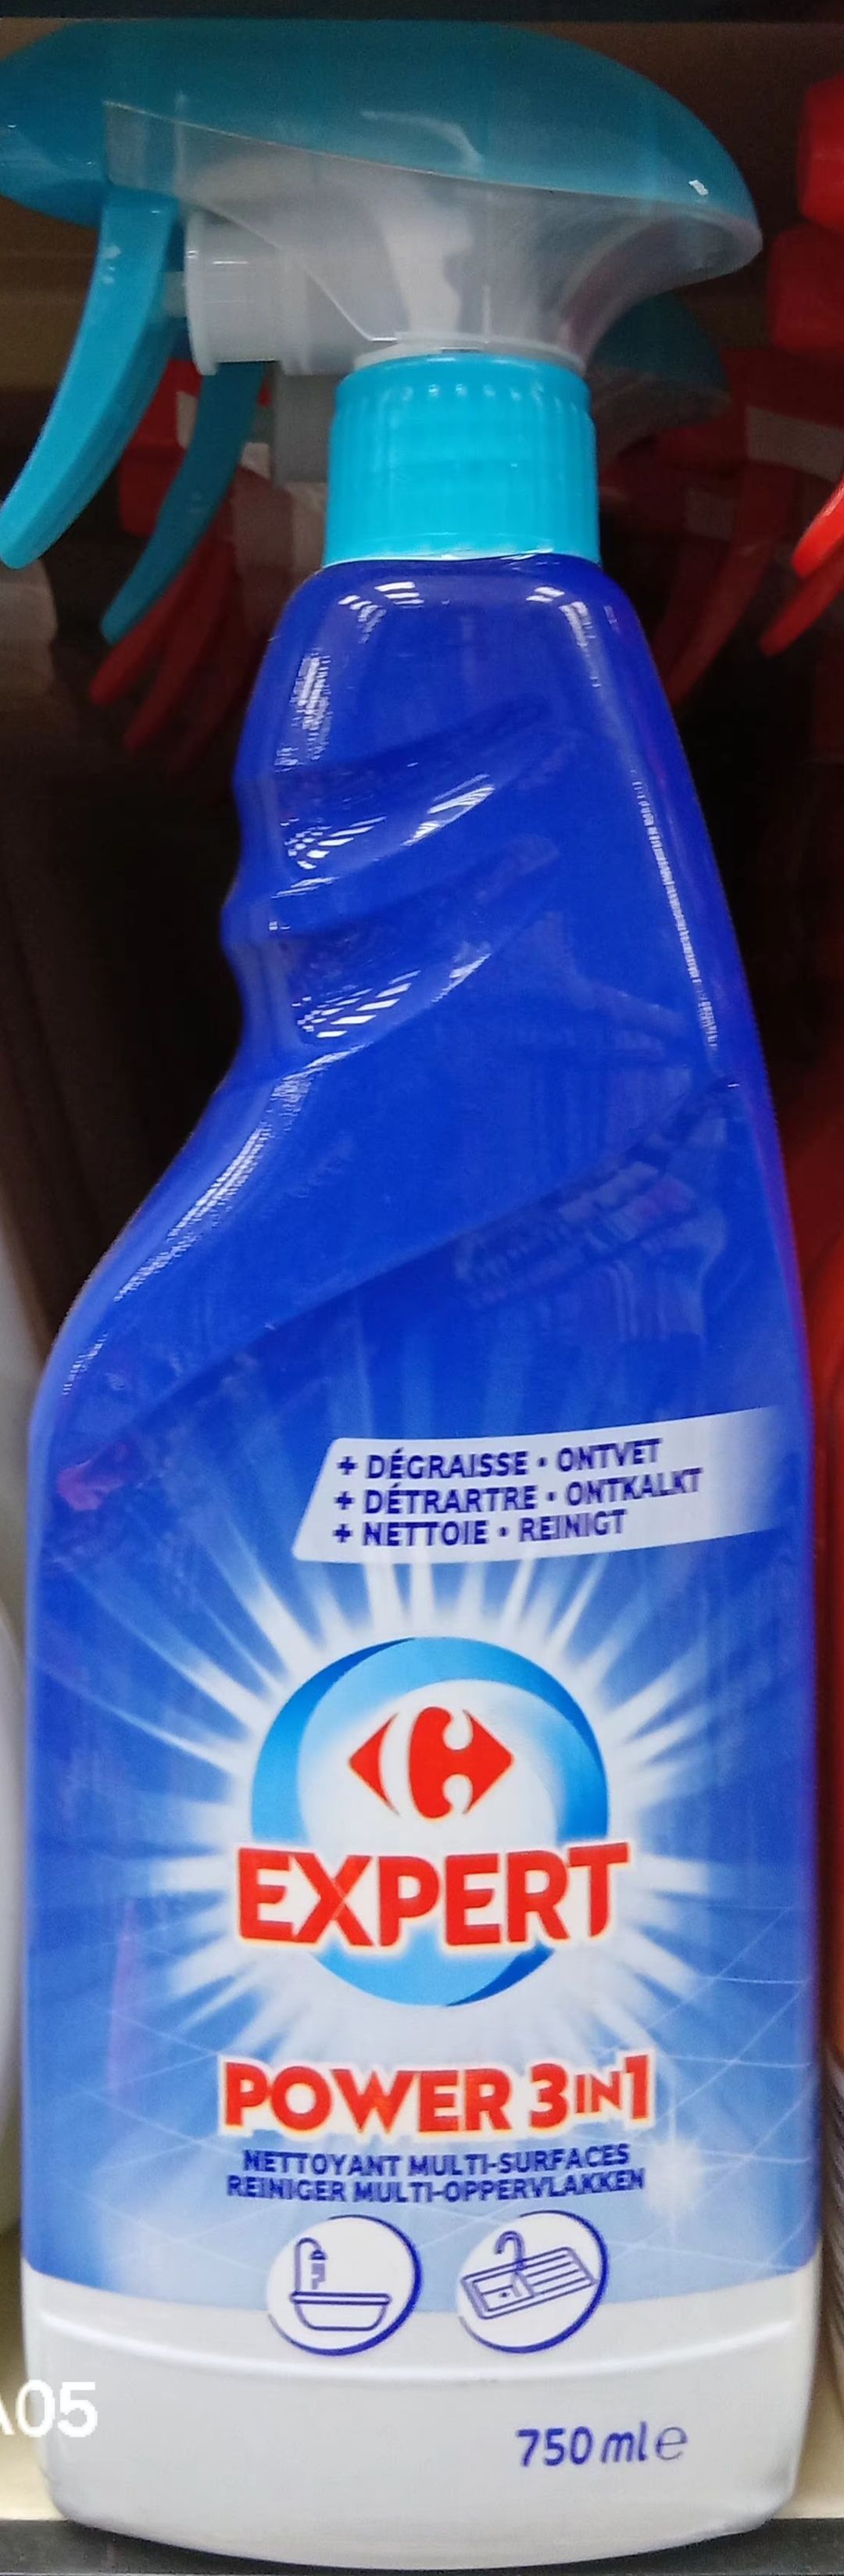 + DÉGRAISSE • ONTVET
+ DÉTRARTRE • ONTKALKT
+ NETTOIE • REINIGT
EXPERT
POWER 3IN1
NETTOYANT MULTI-SURFACES
REINIGER MULTI-OPPERVLAKKEN
750 ml e
A05